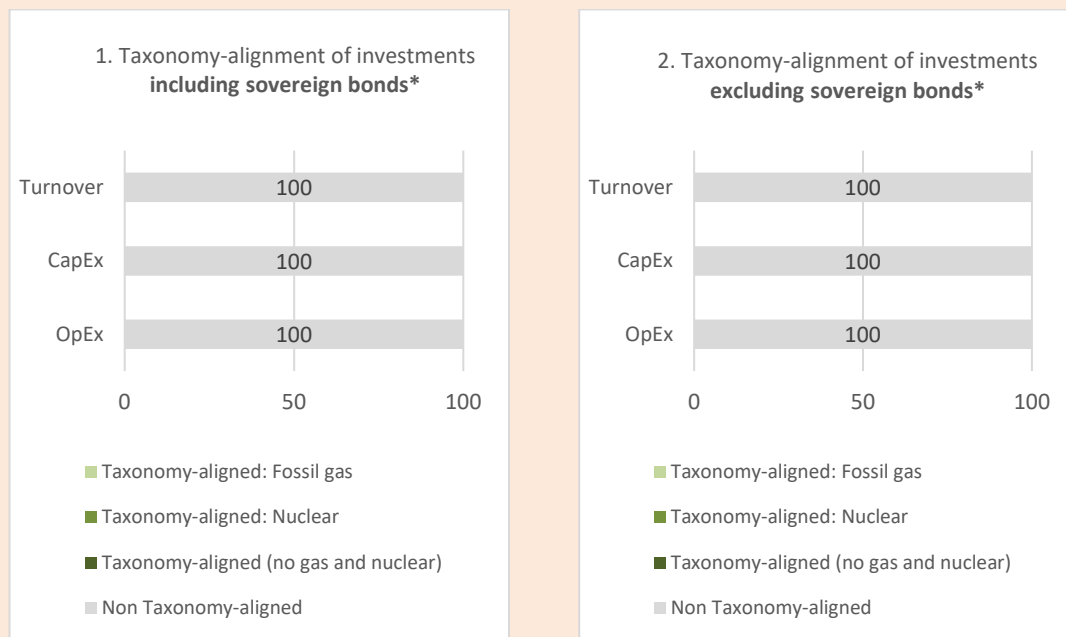 1. Taxonomy-alignment of investments
including sovereign bonds*
Turnover
100
CapEx
100
OpEx
100
0 50 100
Taxonomy-aligned: Fossil gas
Taxonomy-aligned: Nuclear
Taxonomy-aligned (no gas and nuclear)
Non Taxonomy-aligned
2. Taxonomy-alignment of investments
excluding sovereign bonds*
Turnover
100
CapEx
100
OpEx
100
0 50 100
Taxonomy-aligned: Fossil gas
Taxonomy-aligned: Nuclear
Taxonomy-aligned (no gas and nuclear)
Non Taxonomy-aligned